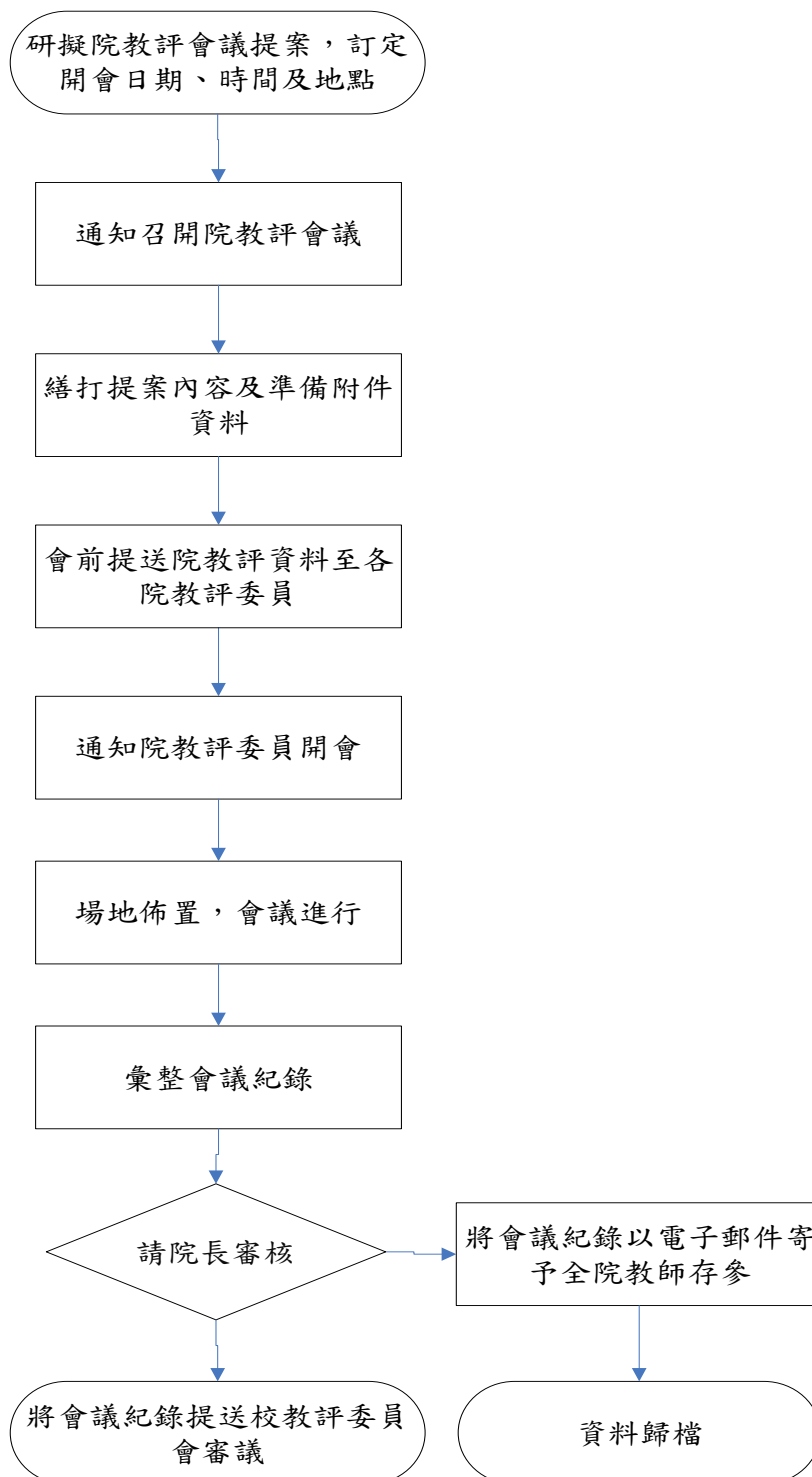 研擬院教評會議提案，訂定
開會日期、時間及地點
通知召開院教評會議
繕打提案內容及準備附件
資料
會前提送院教評資料至各
院教評委員
通知院教評委員開會
場地佈置，會議進行
彙整會議紀錄
請院長審核
將會議紀錄以電子郵件寄
予全院教師存參
將會議紀錄提送校教評委員
會審議
資料歸檔